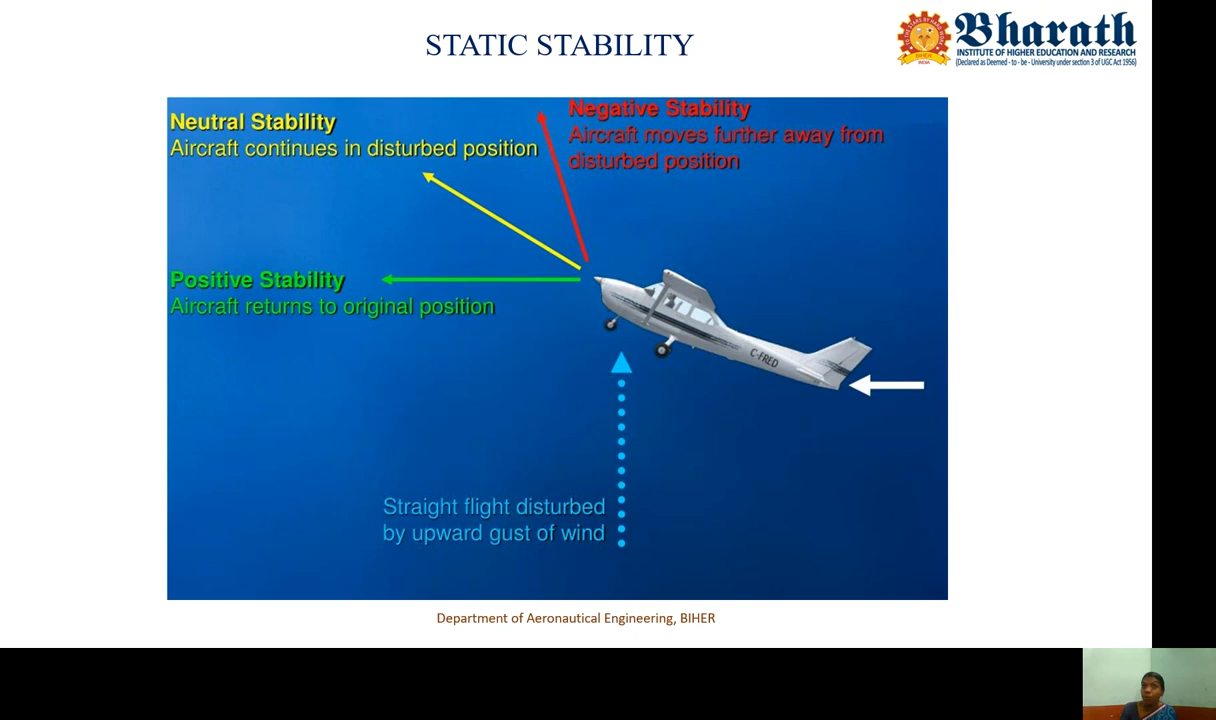 STATIC STABILITY
Bharath
INSTITUTE OF HIGHER EDUCATION AND RESEARCH
(Declared as Deemed - to - be - University under section 3 of UGC Act 1956)
BIHER
INDIA
Neutral Stability
Aircraft continues in disturbed position
Negative Stability
Aircraft moves further away from
disturbed position
Positive Stability
Aircraft returns to original position
C-FRED
Straight flight disturbed
by upward gust of wind
Department of Aeronautical Engineering, BIHER